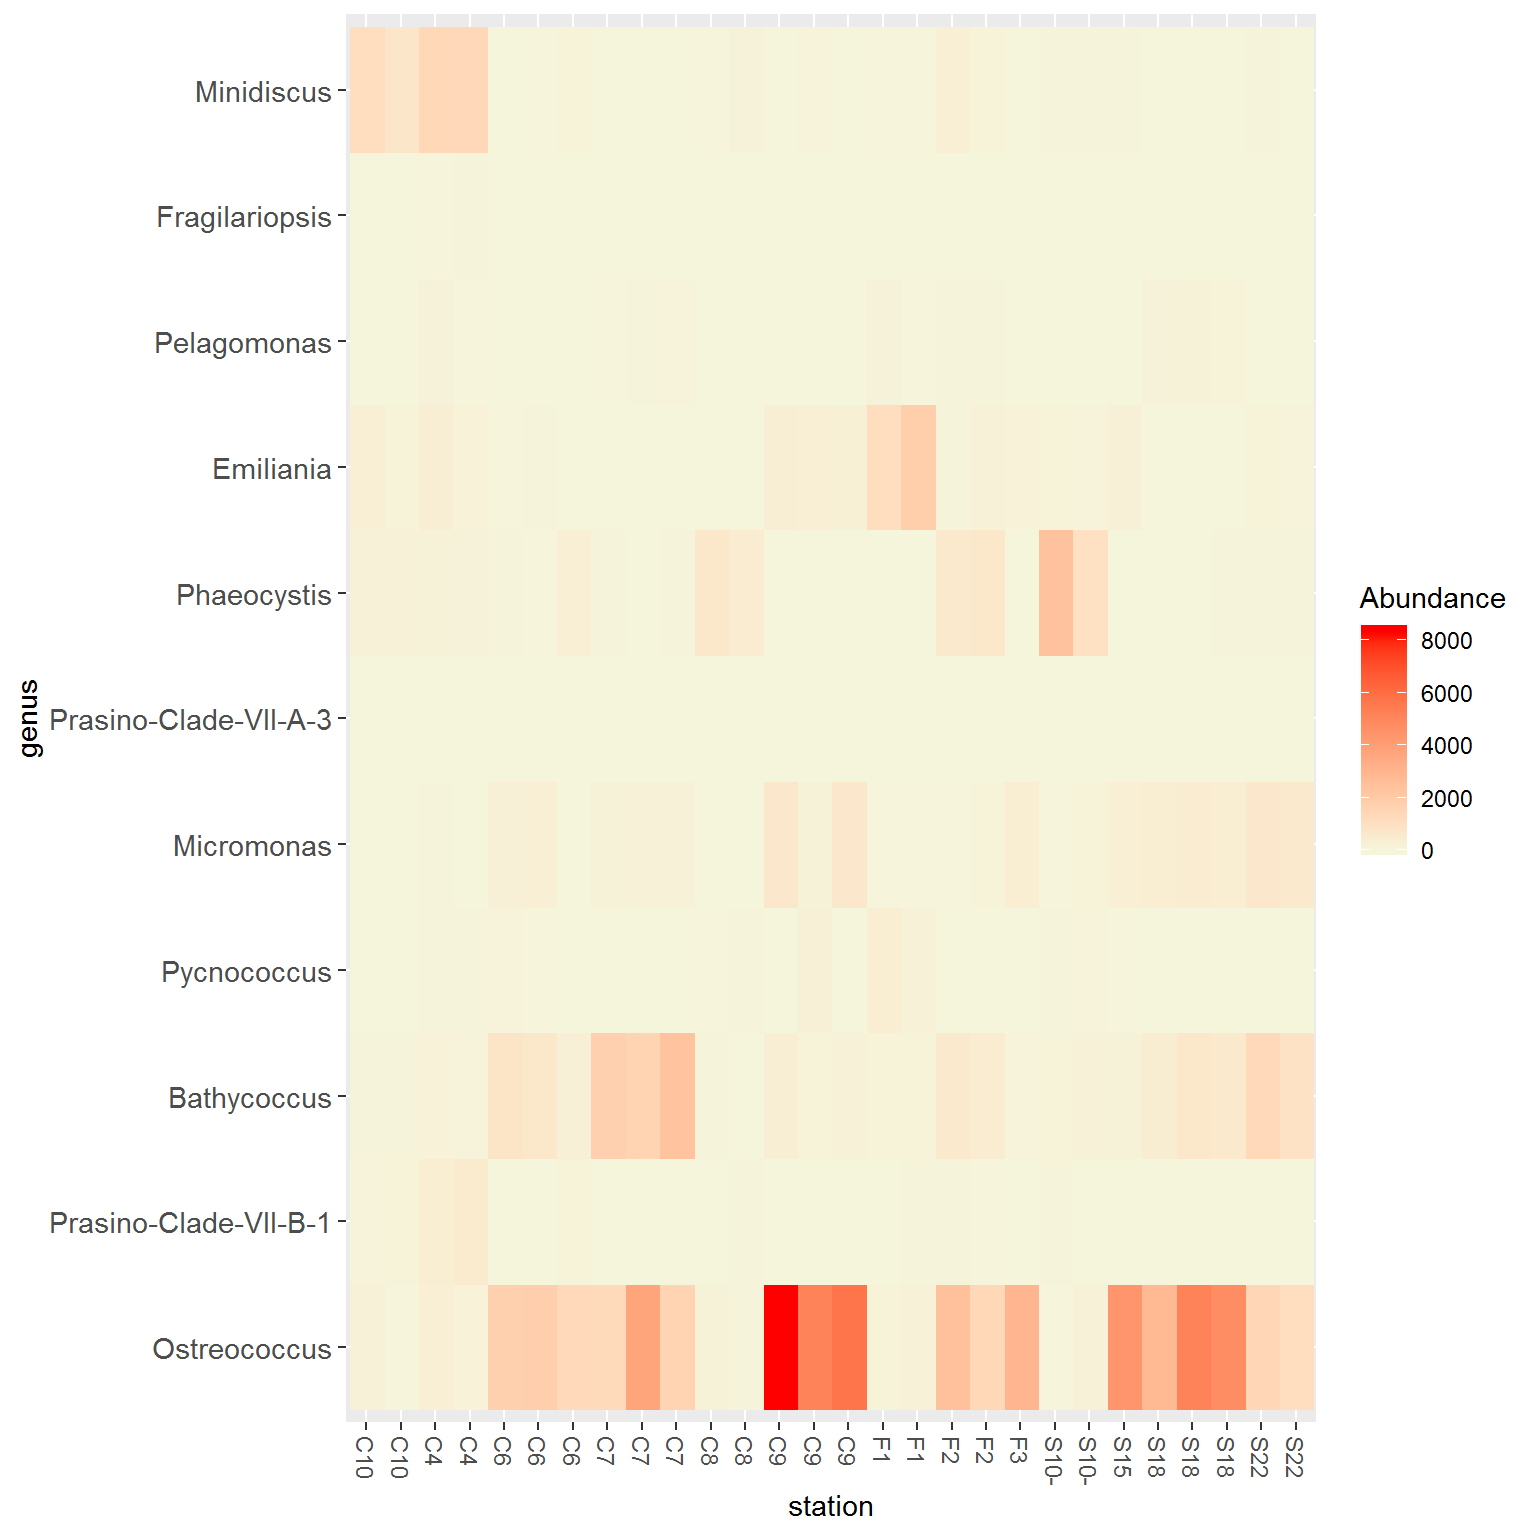 Minidiscus
Fragilariopsis
Pelagomonas
Emiliania
Phaeocystis
Prasino-Clade-VII-A-3
Micromonas
Pycnococcus
Bathycoccus
Prasino-Clade-VII-B-1
Ostreococcus
genus
C10
C10
C4
C4
C6
C6
C6
C7
C7
C7
C8
C8
C9
C9
C9
F1
F1
F2
F2
F3
S10-
S10-
S15
S18
S18
S18
S22
S22
station
Abundance
8000
6000
4000
2000
0